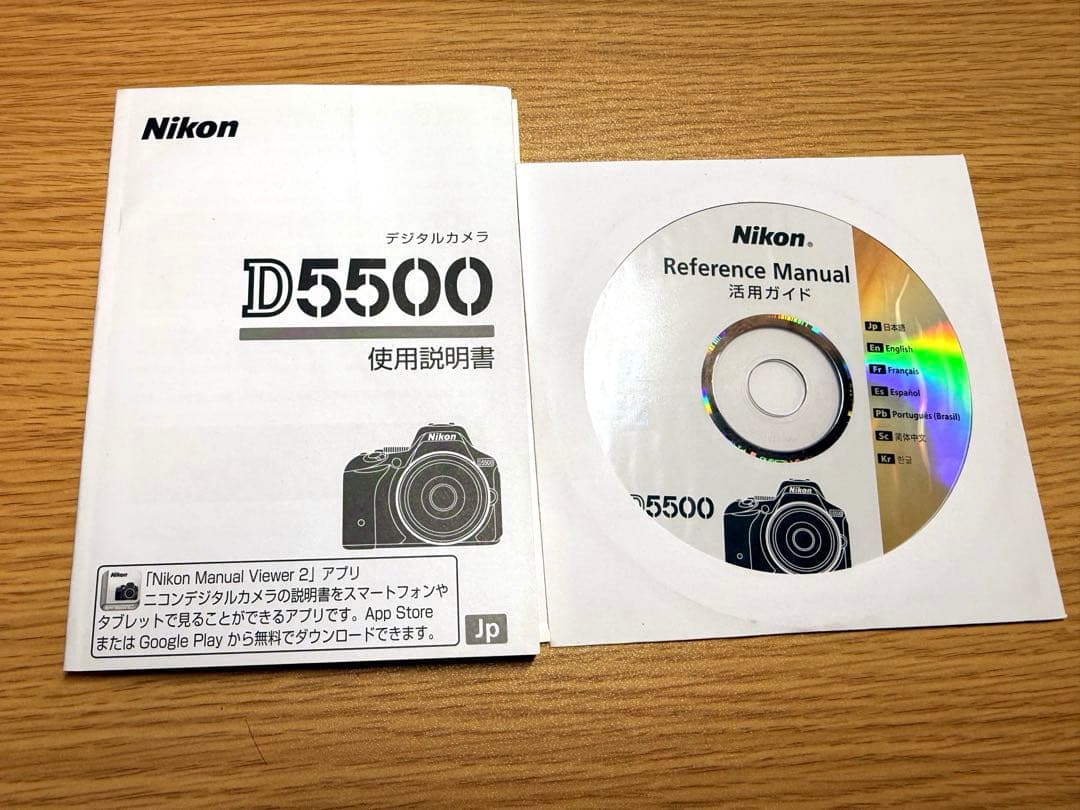 Nikon
デジタルカメラ
D5500
使用説明書
Nikon
D5500
Nikon
「Nikon Manual Viewer 2」アプリ
ニコンデジタルカメラの説明書をスマートフォンや
タブレットで見ることができるアプリです。App Store
または Google Play から無料でダウンロードできます。
Jp
Nikon®
Reference Manual
活用ガイド
Jp 日本語
En English
Fr Français
Es Español
Pb Português (Brasil)
Sc 简体中文
Kr 한글
D5500
Nikon